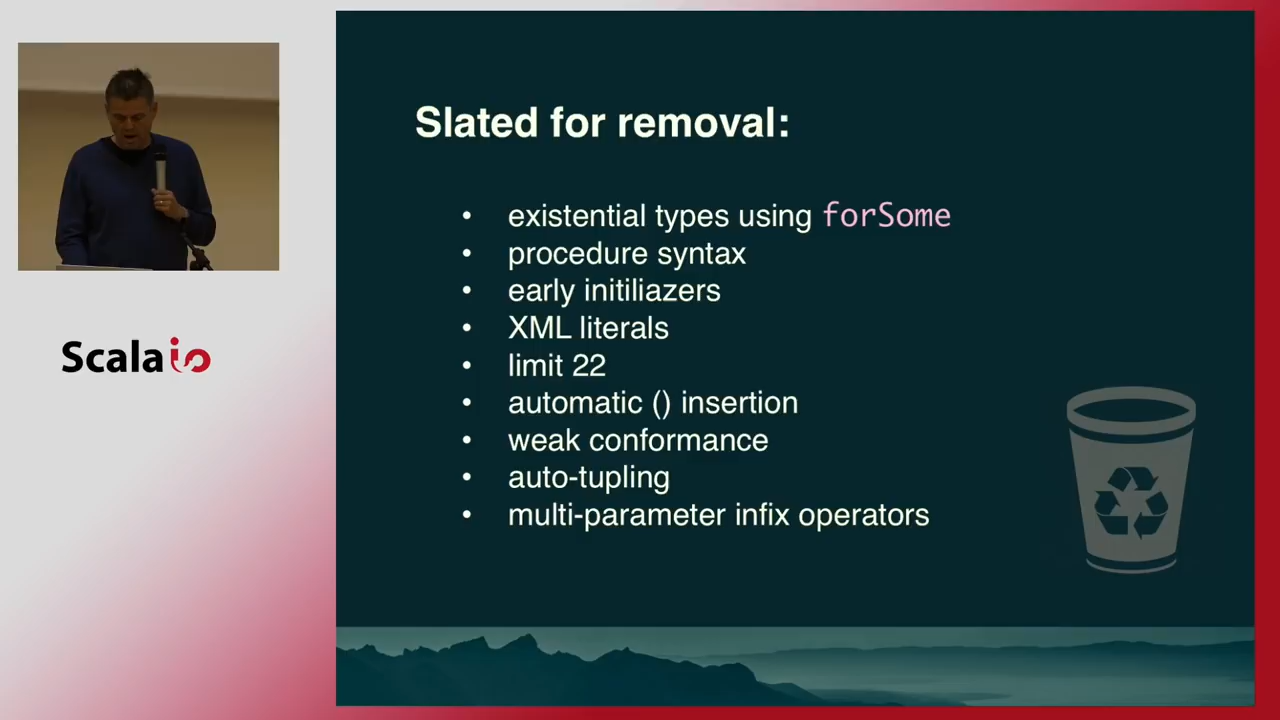 Slated for removal:
• existential types using forSome
• procedure syntax
• early initiliazers
• XML literals
• limit 22
• automatic () insertion
• weak conformance
• auto-tupling
• multi-parameter infix operators
Scala io